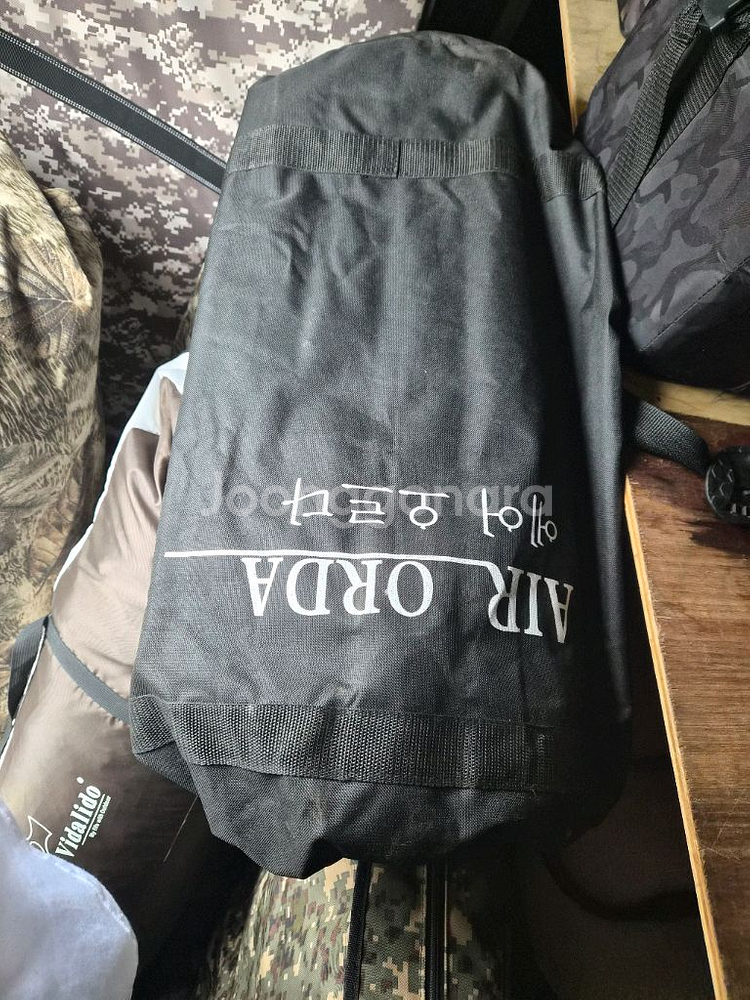 AIR ORDA
에어 오르다
Joonggonara
Vidalido